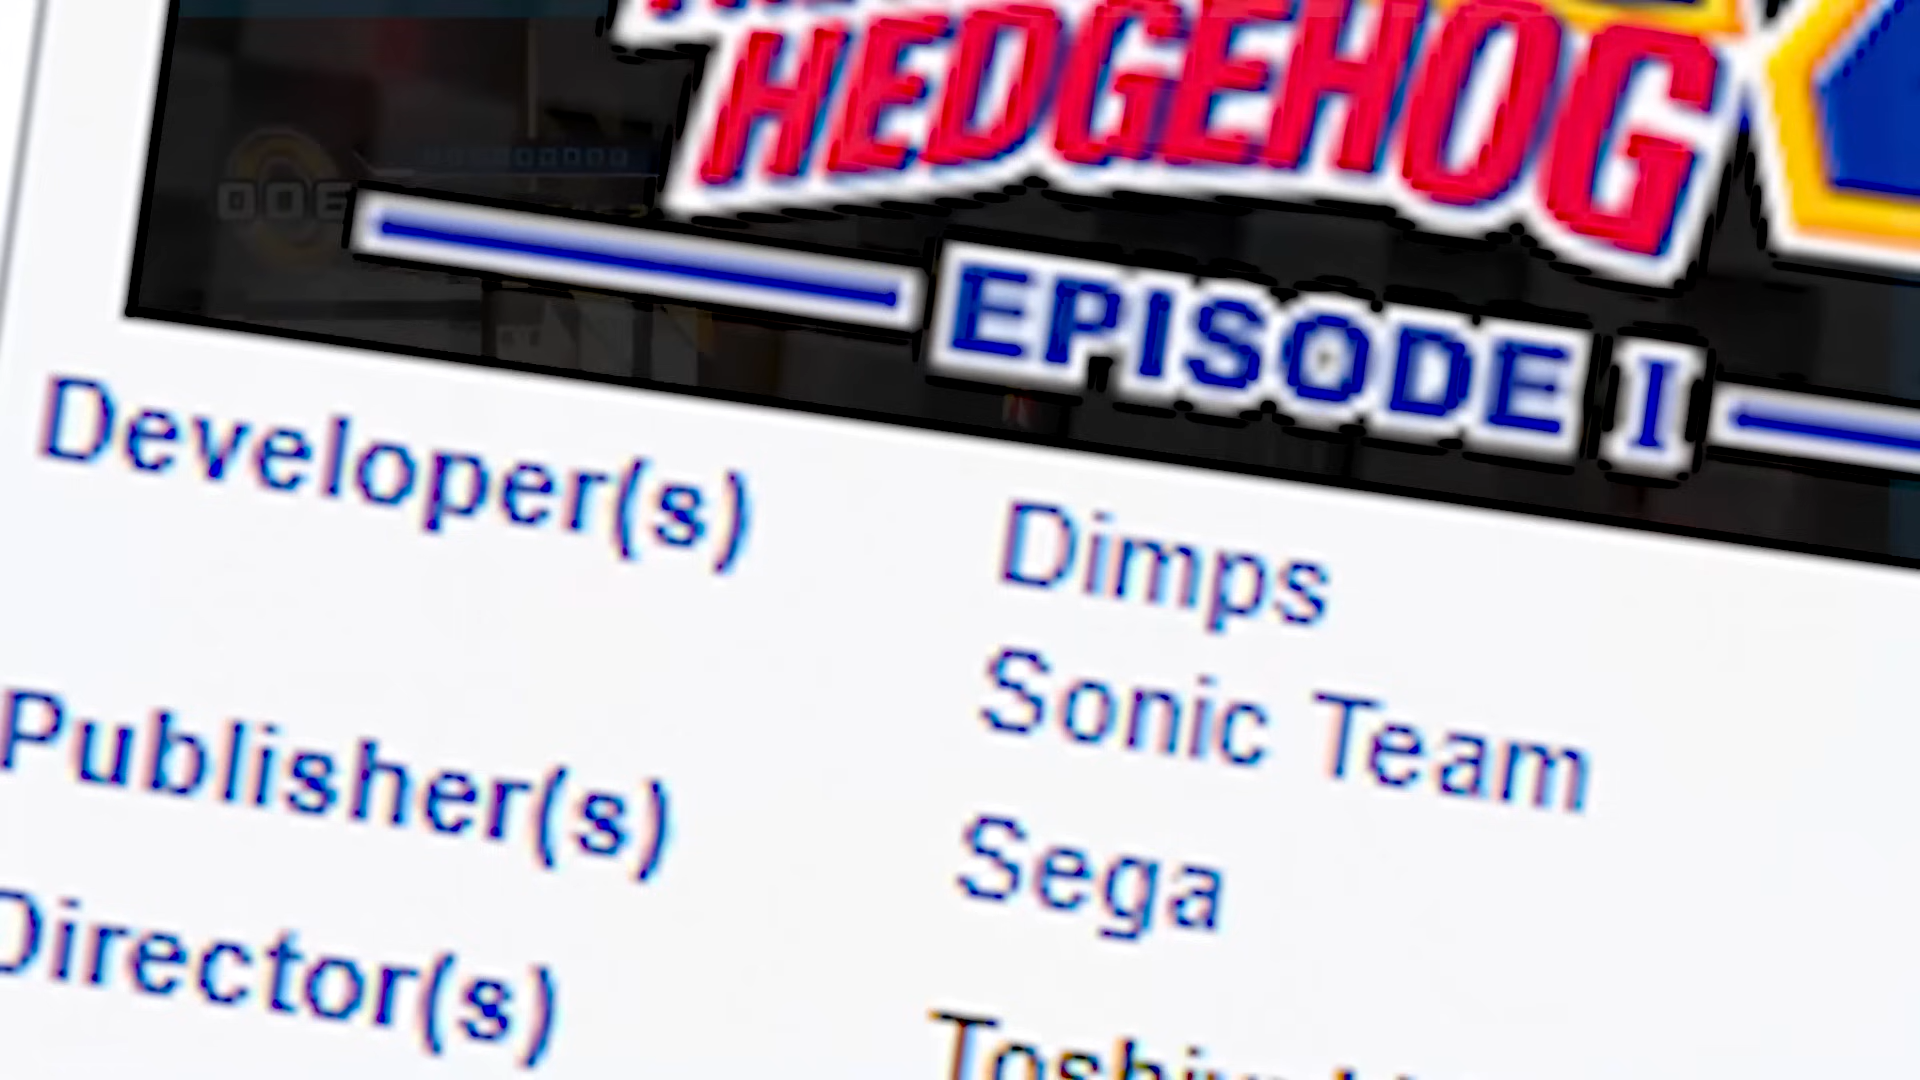 HEDGEHOG
EPISODE I
Developer(s) Dimps
Sonic Team
Publisher(s) Sega
Director(s)